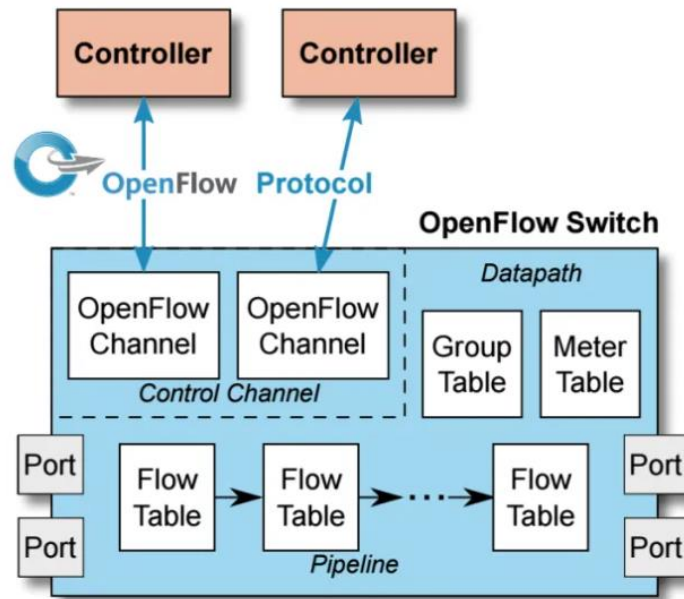 Controller
Controller
OpenFlow Protocol
OpenFlow Switch
OpenFlow
Channel
OpenFlow
Channel
Control Channel
Datapath
Group
Table
Meter
Table
Port
Port
Flow
Table
Flow
Table
...
Flow
Table
Pipeline
Port
Port